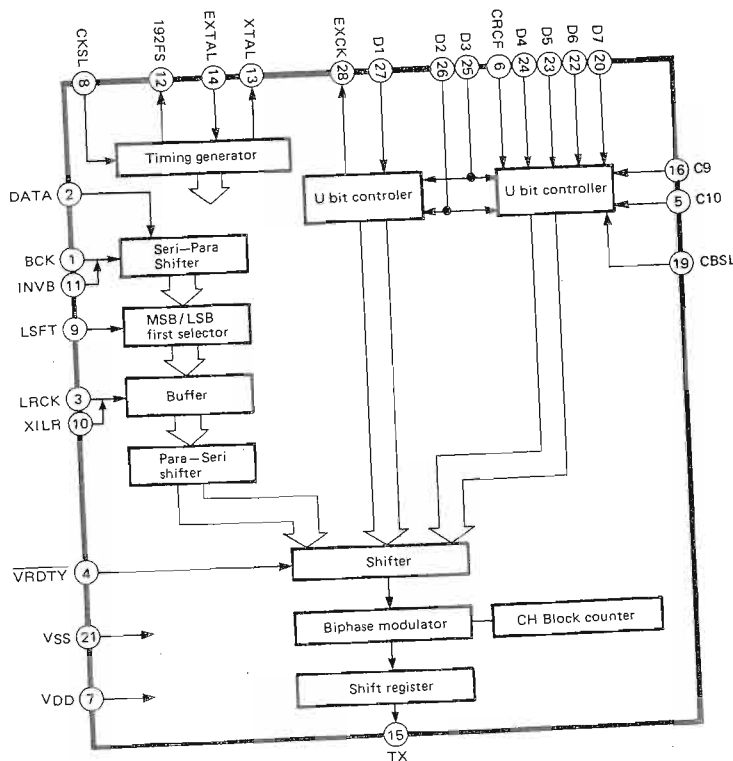 CKSL
192FS
EXTAL
XTAL
EXCK
D1
D2
D3
CRCF
D4
D5
D6
D7
8
12
14
13
28
27
26
25
6
24
23
22
20
Timing generator
DATA
2
U bit controler
U bit controller
16 C9
5 C10
19 CBSL
BCK
1
INVB
11
Seri-Para
Shifter
LSFT
9
MSB/LSB
first selector
LRCK
3
XILR
10
Buffer
Para-Seri
shifter
VRDTY
4
Shifter
VSS
21
Biphase modulator
CH Block counter
VDD
7
Shift register
15
TX